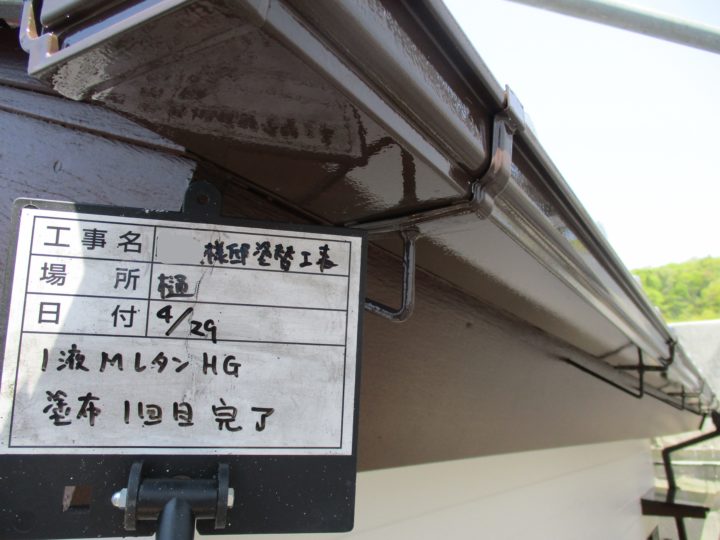 工事名 様邸塗替工事
場所 樋
日付 4/29
1液MレタンHG
塗布 1回目 完了